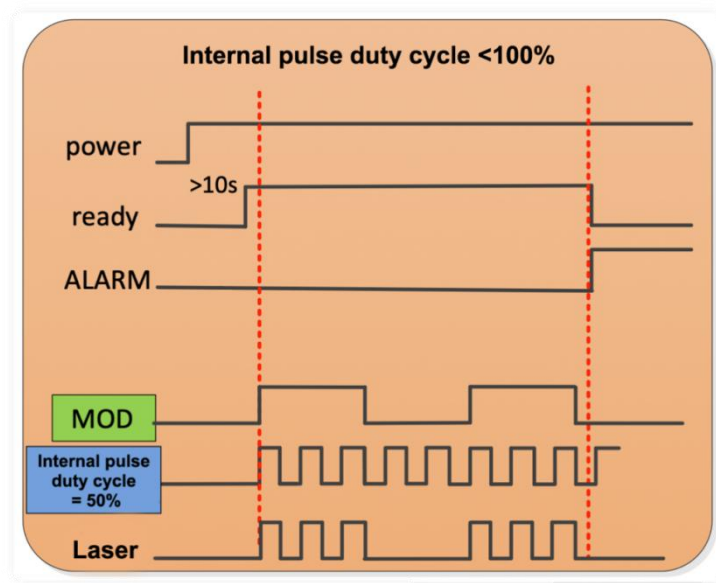 Internal pulse duty cycle <100%
power
>10s
ready
ALARM
MOD
Internal pulse
duty cycle
= 50%
Laser